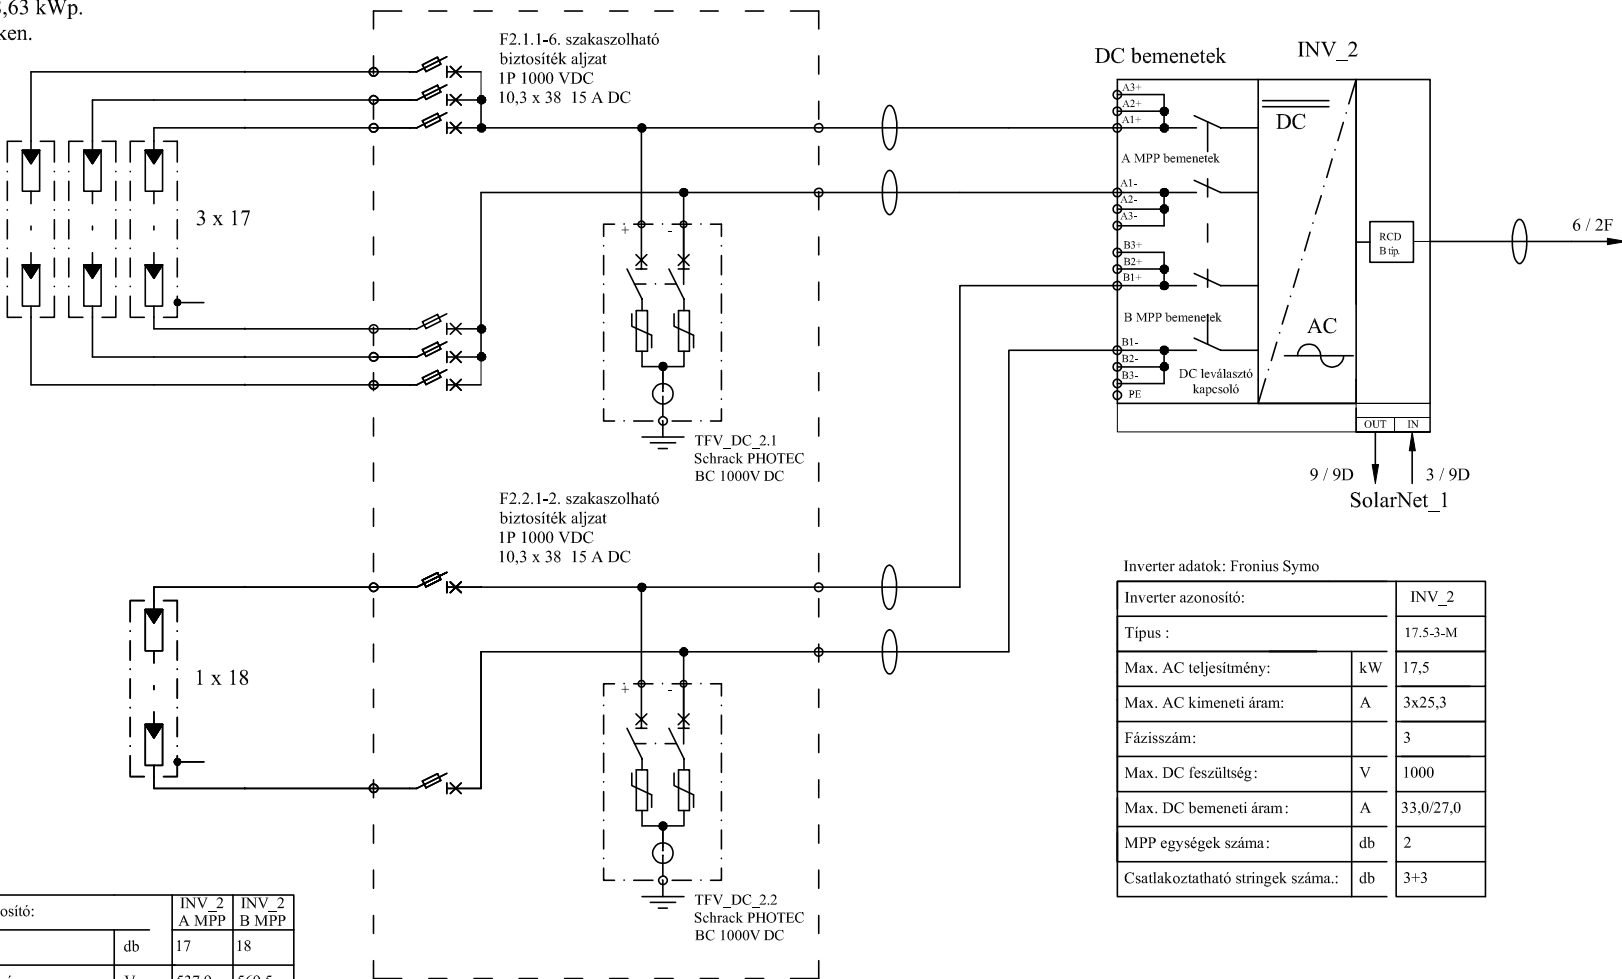 ,63 kWp.
ken.
F2.1.1-6. szakaszolható
biztosíték aljzat
1P 1000 VDC
10,3 x 38 15 A DC
DC bemenetek
INV_2
A3+
A2+
A1+
DC
A MPP bemenetek
A1-
A2-
A3-
3 x 17
+ -
B3+
B2+
B1+
RCD
B tip.
6 / 2F
B MPP bemenetek
AC
B1-
B2-
B3-
PE
DC leválasztó
kapcsoló
OUT IN
9 / 9D 3 / 9D
SolarNet_1
TFV_DC_2.1
Schrack PHOTEC
BC 1000V DC
F2.2.1-2. szakaszolható
biztosíték aljzat
1P 1000 VDC
10,3 x 38 15 A DC
1 x 18
+ -
TFV_DC_2.2
Schrack PHOTEC
BC 1000V DC
Inverter adatok: Fronius Symo
Inverter azonosító: INV_2
Típus : 17.5-3-M
Max. AC teljesítmény: kW 17,5
Max. AC kimeneti áram: A 3x25,3
Fázisszám: 3
Max. DC feszültség: V 1000
Max. DC bemeneti áram: A 33,0/27,0
MPP egységek száma: db 2
Csatlakoztatható stringek száma.: db 3+3
osító: INV_2 INV_2
A MPP B MPP
db 17 18